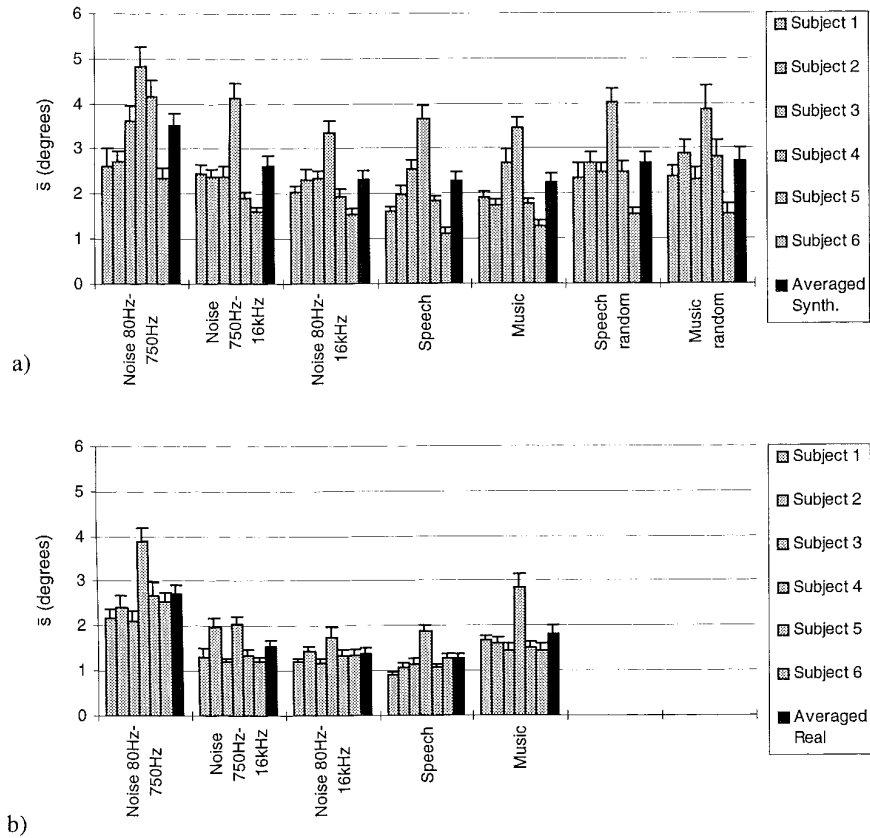 6
5
4
3
2
1
0
s̄ (degrees)
Noise 80Hz-
750Hz
Noise
750Hz-
16kHz
Noise 80Hz-
16kHz
Speech
Music
Speech
random
Music
random
Subject 1
Subject 2
Subject 3
Subject 4
Subject 5
Subject 6
Averaged
Synth.
a)
6
5
4
3
2
1
0
s̄ (degrees)
Noise 80Hz-
750Hz
Noise
750Hz-
16kHz
Noise 80Hz-
16kHz
Speech
Music
Subject 1
Subject 2
Subject 3
Subject 4
Subject 5
Subject 6
Averaged
Real
b)